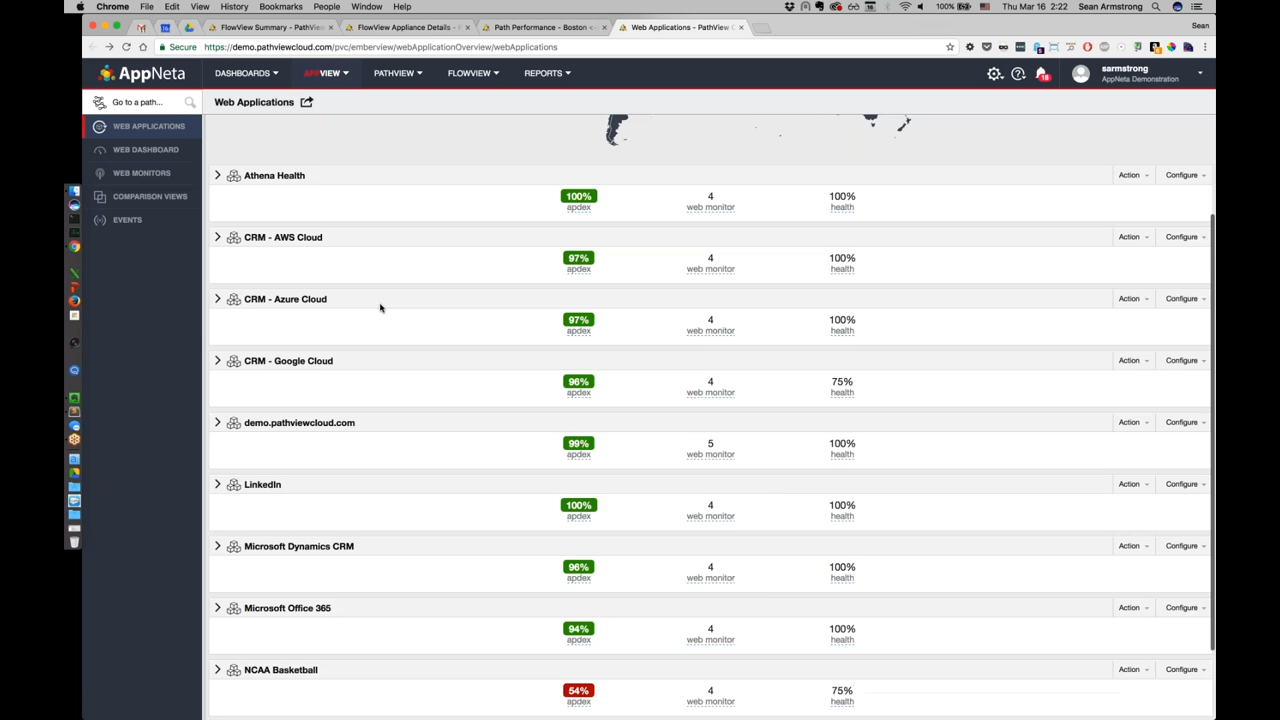 Chrome File Edit View History Bookmarks People Window Help 100% Thu Mar 16 2:22 Sean Armstrong
FlowView Summary - PathVie FlowView Appliance Details - F Path Performance - Boston <-> Web Applications - PathView C Sean
Secure https://demo.pathviewcloud.com/pvc/emberview/webApplicationOverview/webApplications
AppNeta DASHBOARDS APPVIEW PATHVIEW FLOWVIEW REPORTS 18 sarmstrong
AppNeta Demonstration
Go to a path... Web Applications
WEB APPLICATIONS
WEB DASHBOARD
WEB MONITORS
COMPARISON VIEWS
EVENTS
Athena Health Action Configure
100% 4 100%
apdex web monitor health
CRM - AWS Cloud Action Configure
97% 4 100%
apdex web monitor health
CRM - Azure Cloud Action Configure
97% 4 100%
apdex web monitor health
CRM - Google Cloud Action Configure
96% 4 75%
apdex web monitor health
demo.pathviewcloud.com Action Configure
99% 5 100%
apdex web monitor health
LinkedIn Action Configure
100% 4 100%
apdex web monitor health
Microsoft Dynamics CRM Action Configure
96% 4 100%
apdex web monitor health
Microsoft Office 365 Action Configure
94% 4 100%
apdex web monitor health
NCAA Basketball Action Configure
54% 4 75%
apdex web monitor health